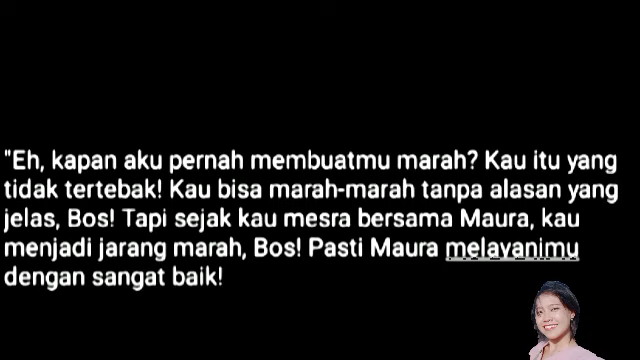 "Eh, kapan aku pernah membuatmu marah? Kau itu yang
tidak tertebak! Kau bisa marah-marah tanpa alasan yang
jelas, Bos! Tapi sejak kau mesra bersama Maura, kau
menjadi jarang marah, Bos! Pasti Maura melayanimu
dengan sangat baik!